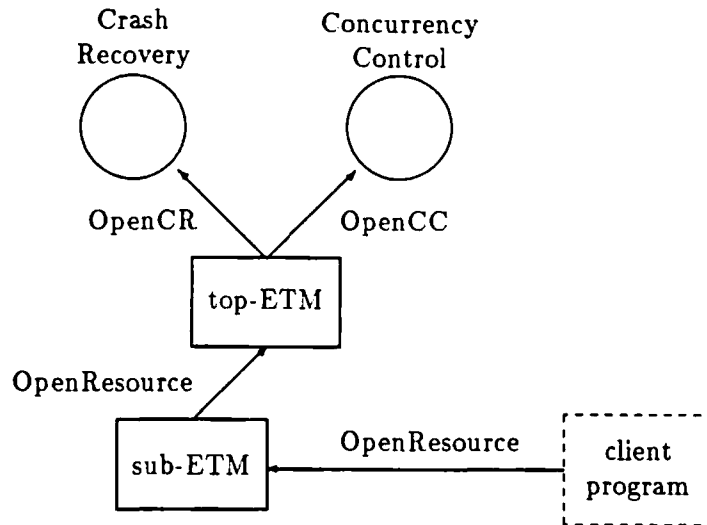 Crash
Recovery
Concurrency
Control
OpenCR
OpenCC
top-ETM
OpenResource
sub-ETM
OpenResource
client
program